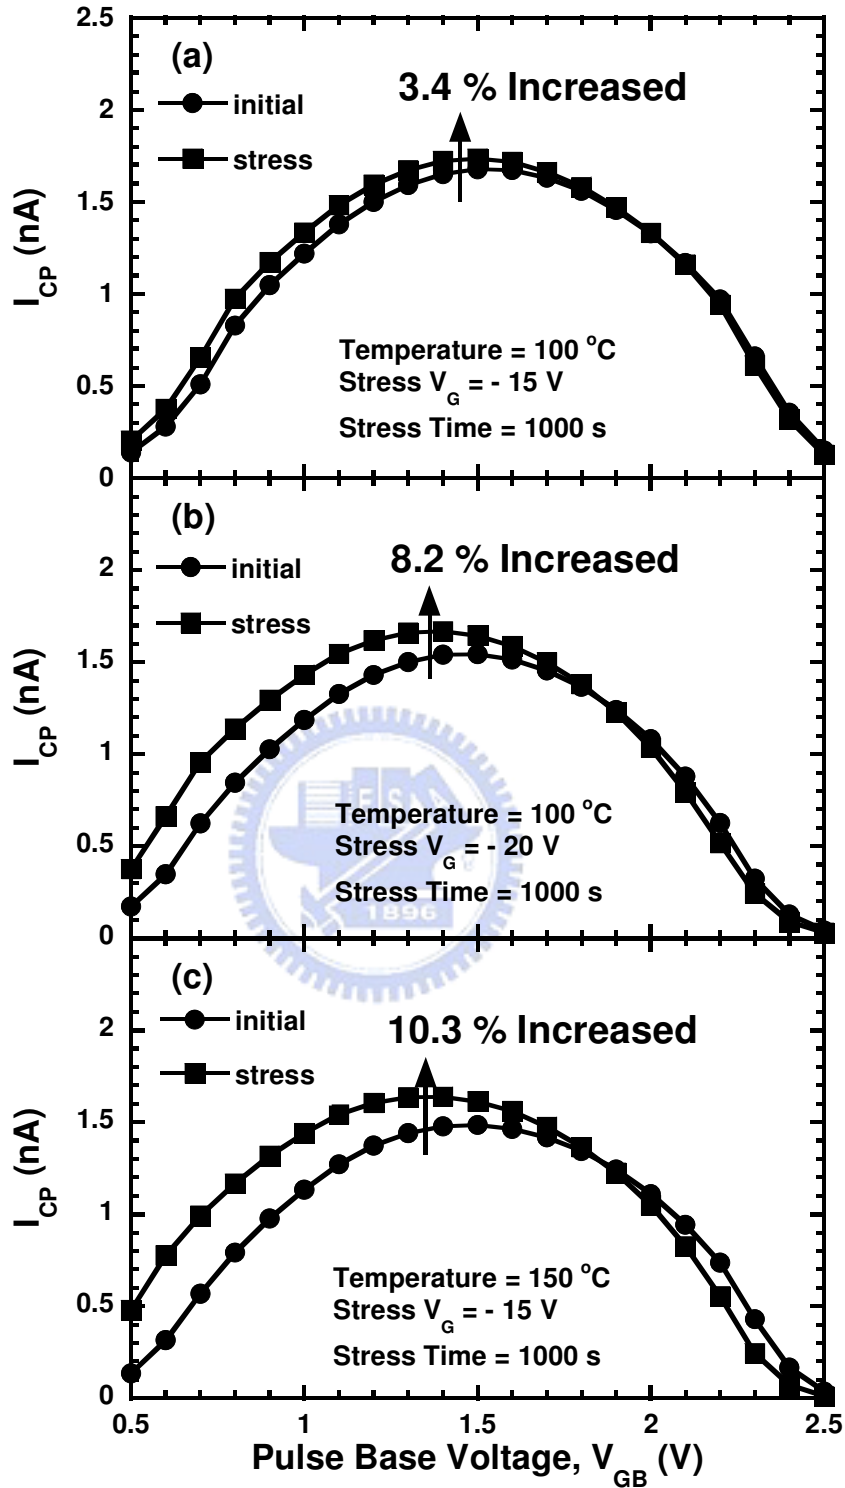 2.5
(a)
3.4 % Increased
initial
2
stress
1.5
I_CP (nA)
1
Temperature = 100 °C
Stress V_G = - 15 V
0.5
Stress Time = 1000 s
0
(b)
8.2 % Increased
2
initial
stress
1.5
I_CP (nA)
1
Temperature = 100 °C
Stress V_G = - 20 V
0.5
Stress Time = 1000 s
1896
0
(c)
10.3 % Increased
2
initial
stress
1.5
I_CP (nA)
1
Temperature = 150 °C
Stress V_G = - 15 V
0.5
Stress Time = 1000 s
0
0.5 1 1.5 2 2.5
Pulse Base Voltage, V_GB (V)